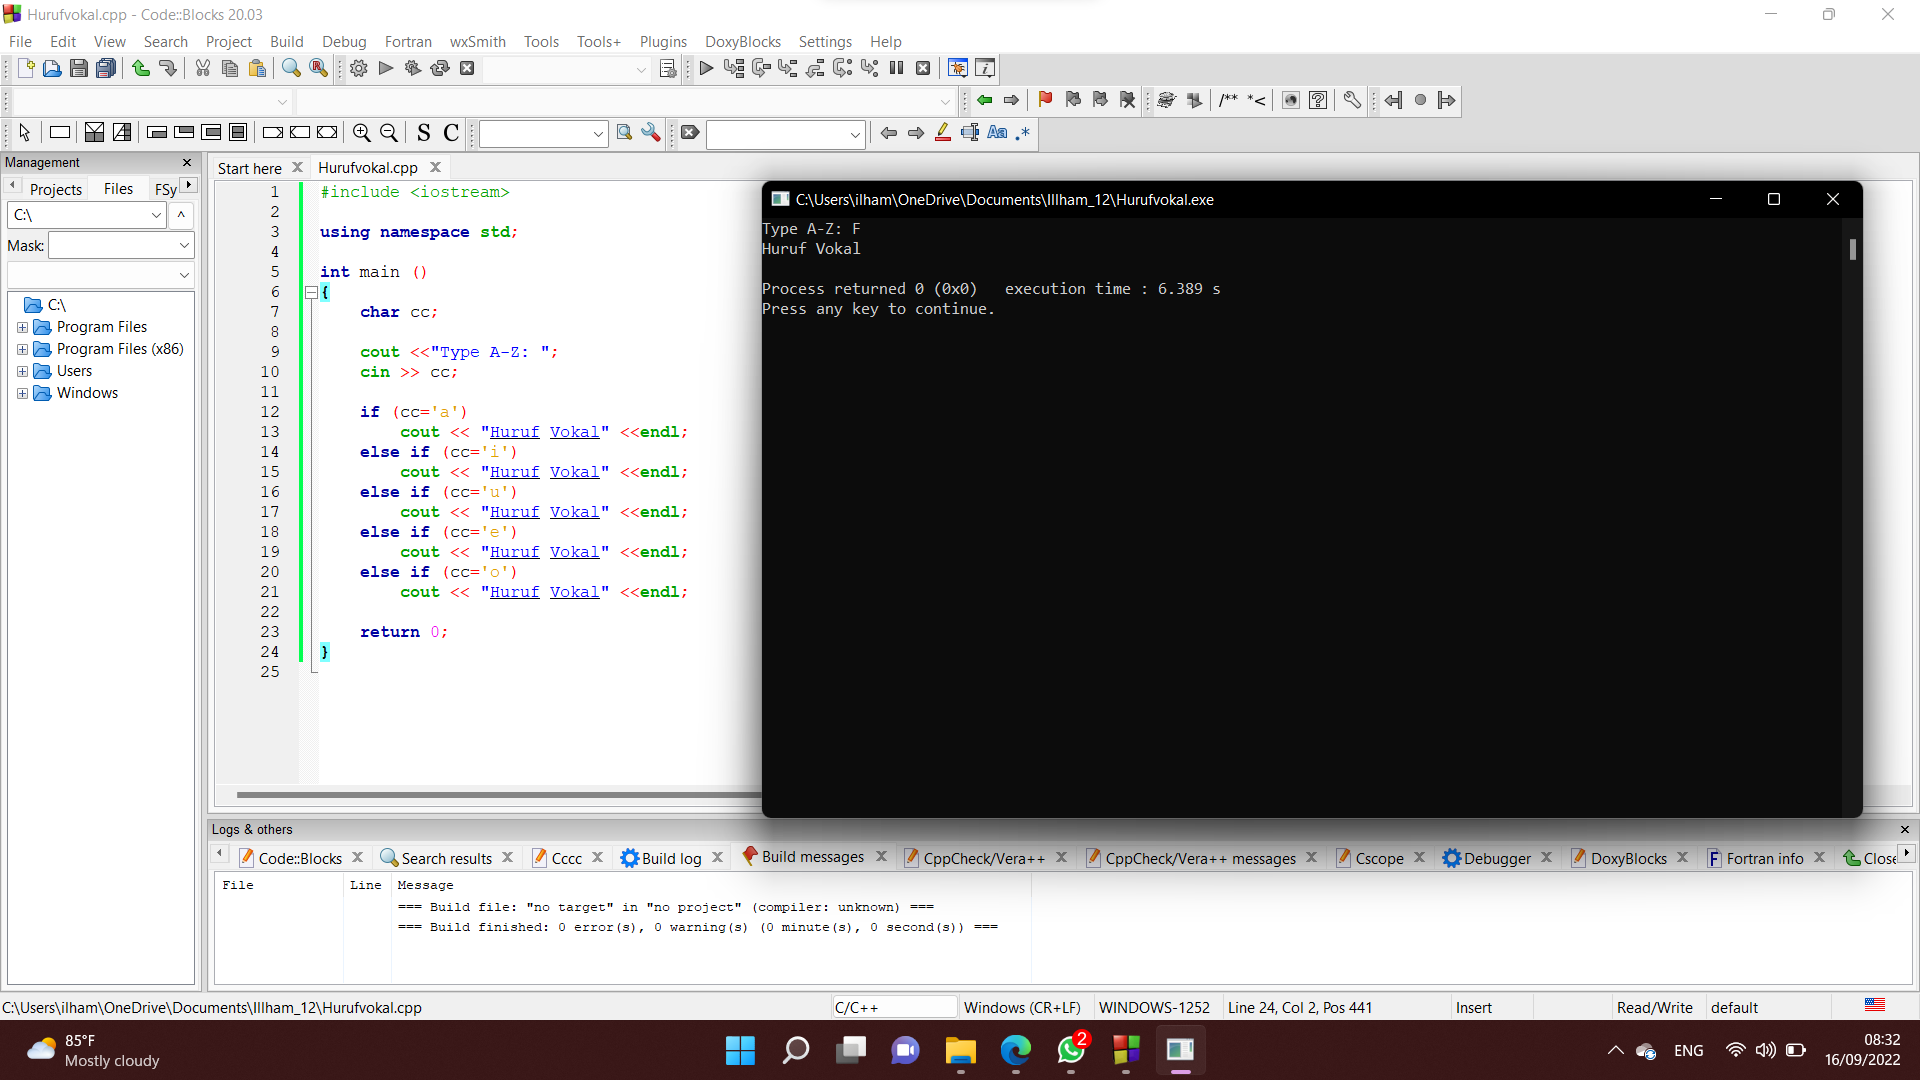 Hurufvokal.cpp - Code::Blocks 20.03
File Edit View Search Project Build Debug Fortran wxSmith Tools Tools+ Plugins DoxyBlocks Settings Help
/** *<
S C
Aa .*
Management
Projects Files FSy
C:\
Mask:
C:\
Program Files
Program Files (x86)
Users
Windows
Start here Hurufvokal.cpp
1 #include <iostream>
2
3 using namespace std;
4
5 int main ()
6 {
7 char cc;
8
9 cout <<"Type A-Z: ";
10 cin >> cc;
11
12 if (cc='a')
13 cout << "Huruf Vokal" <<endl;
14 else if (cc='i')
15 cout << "Huruf Vokal" <<endl;
16 else if (cc='u')
17 cout << "Huruf Vokal" <<endl;
18 else if (cc='e')
19 cout << "Huruf Vokal" <<endl;
20 else if (cc='o')
21 cout << "Huruf Vokal" <<endl;
22
23 return 0;
24 }
25
C:\Users\ilham\OneDrive\Documents\Illham_12\Hurufvokal.exe
Type A-Z: F
Huruf Vokal
Process returned 0 (0x0) execution time : 6.389 s
Press any key to continue.
Logs & others
Code::Blocks Search results Cccc Build log Build messages CppCheck/Vera++ CppCheck/Vera++ messages Cscope Debugger DoxyBlocks Fortran info Close
File Line Message
=== Build file: "no target" in "no project" (compiler: unknown) ===
=== Build finished: 0 error(s), 0 warning(s) (0 minute(s), 0 second(s)) ===
C:\Users\ilham\OneDrive\Documents\Illham_12\Hurufvokal.cpp C/C++ Windows (CR+LF) WINDOWS-1252 Line 24, Col 2, Pos 441 Insert Read/Write default
85°F
Mostly cloudy
2
ENG
08:32
16/09/2022